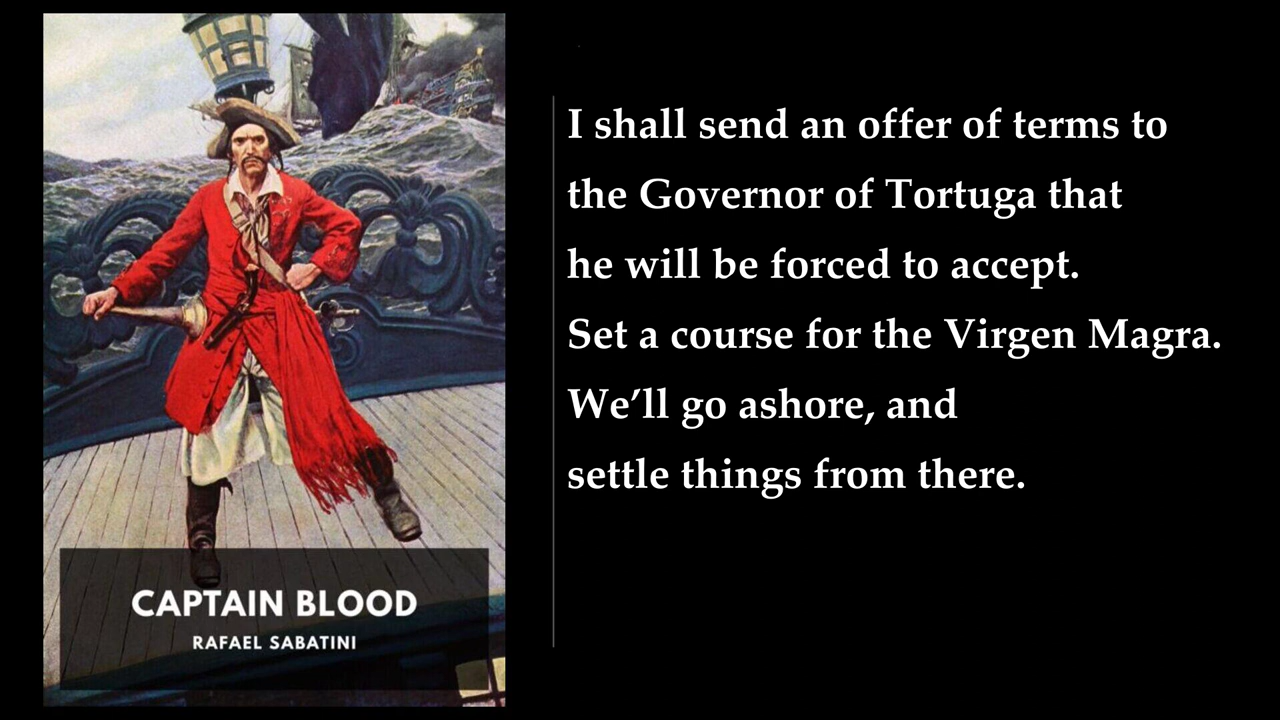 CAPTAIN BLOOD
RAFAEL SABATINI
I shall send an offer of terms to
the Governor of Tortuga that
he will be forced to accept.
Set a course for the Virgen Magra.
We’ll go ashore, and
settle things from there.